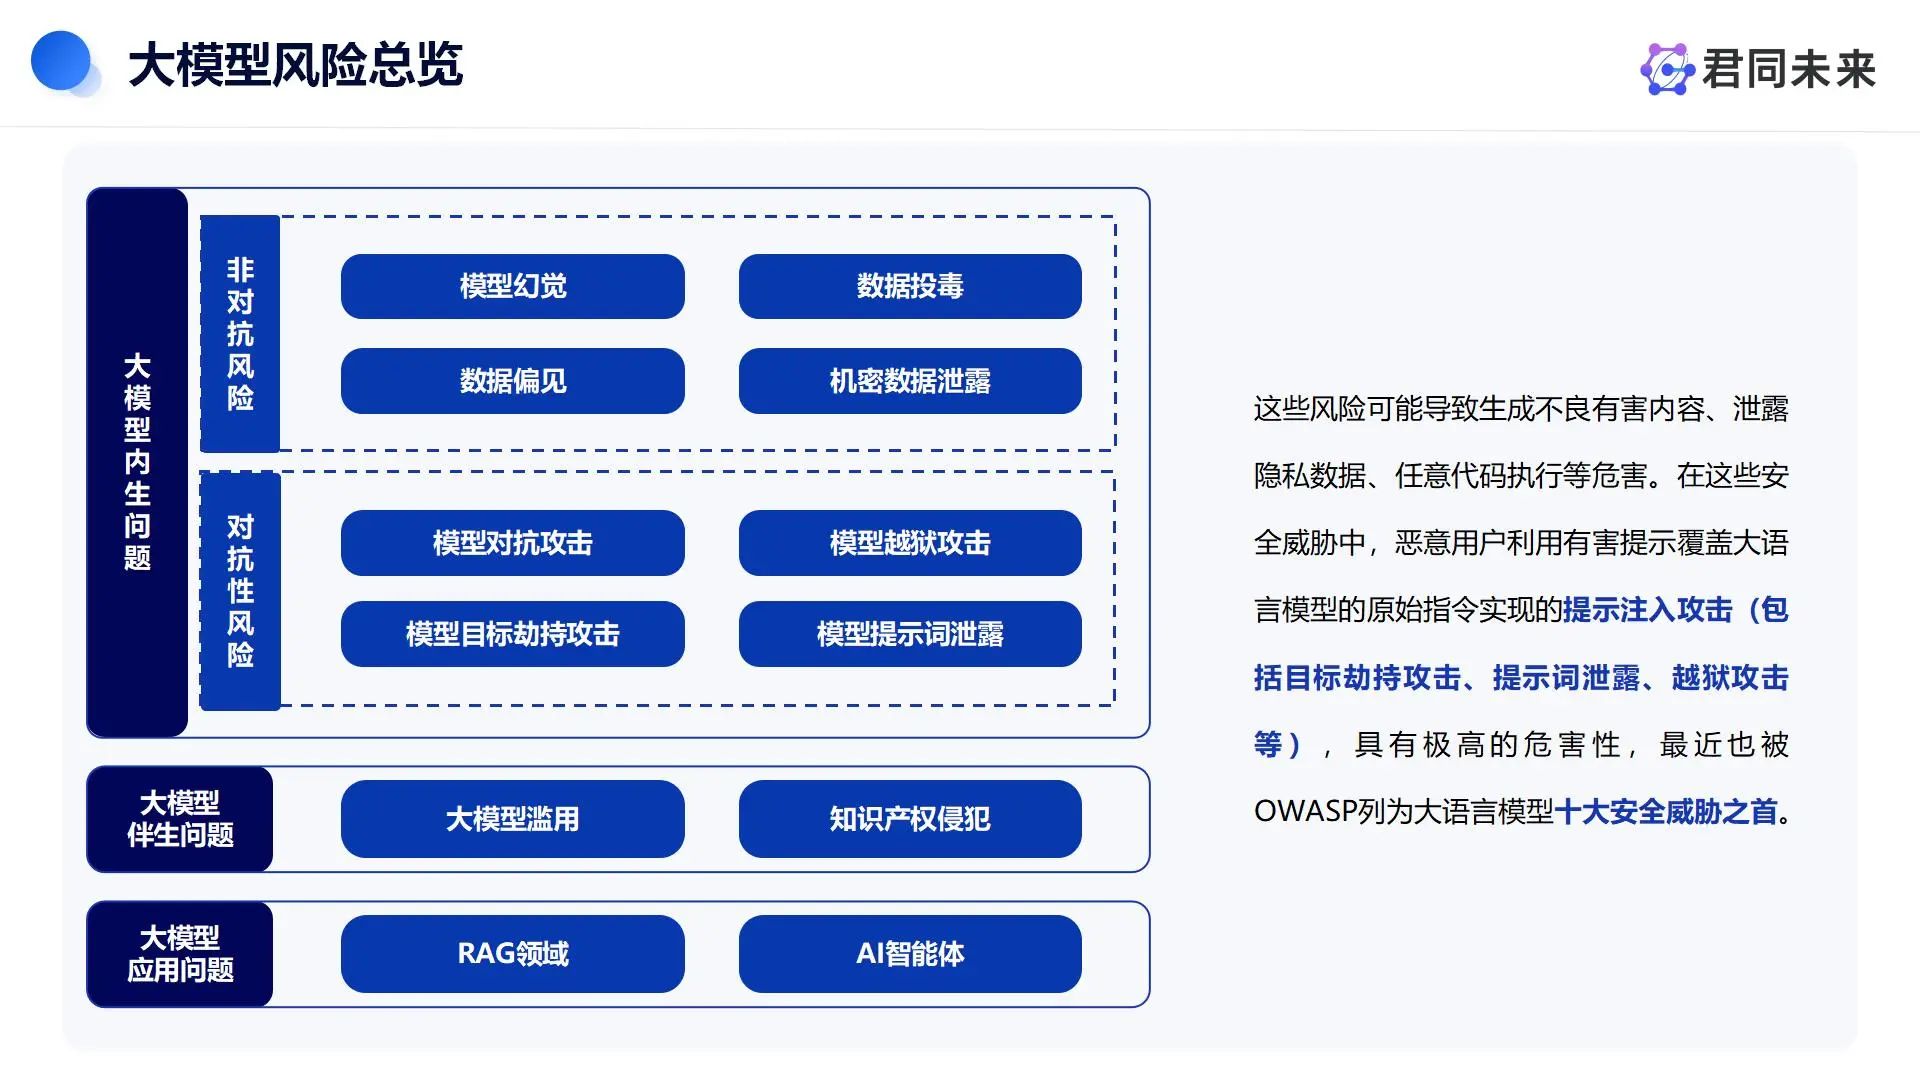 大模型风险总览
君同未来
大模型内生问题
非对抗风险
模型幻觉
数据投毒
数据偏见
机密数据泄露
对抗性风险
模型对抗攻击
模型越狱攻击
模型目标劫持攻击
模型提示词泄露
大模型
伴生问题
大模型滥用
知识产权侵犯
大模型
应用问题
RAG领域
AI智能体
这些风险可能导致生成不良有害内容、泄露
隐私数据、任意代码执行等危害。在这些安
全威胁中，恶意用户利用有害提示覆盖大语
言模型的原始指令实现的提示注入攻击（包
括目标劫持攻击、提示词泄露、越狱攻击
等），具有极高的危害性，最近也被
OWASP列为大语言模型十大安全威胁之首。